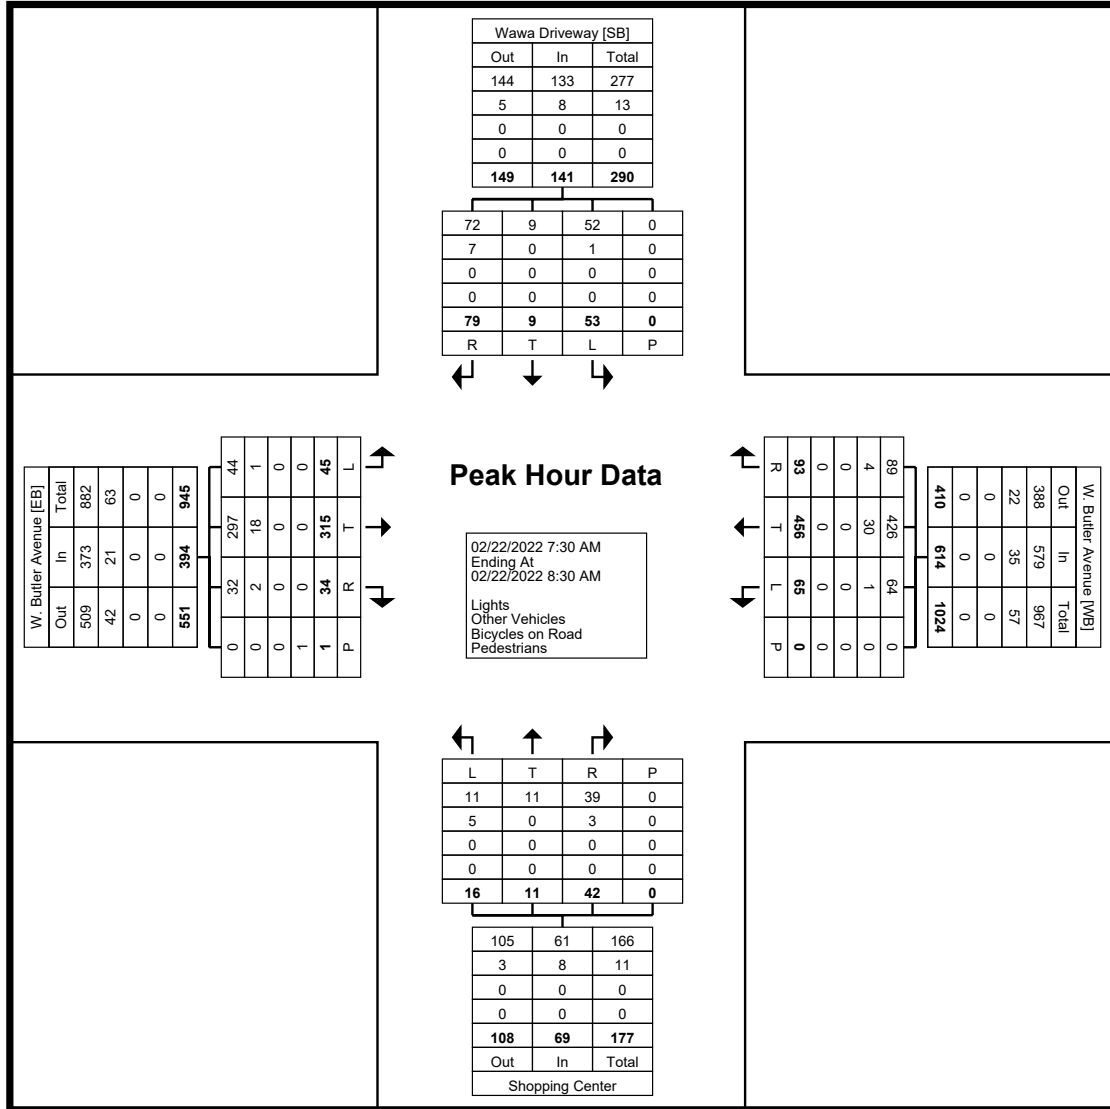 Wawa Driveway [SB]
Out In Total
144 133 277
5 8 13
0 0 0
0 0 0
149 141 290
72 9 52 0
7 0 1 0
0 0 0 0
0 0 0 0
79 9 53 0
R T L P
W. Butler Avenue [EB]
Total 882 63 0 0 945
In 373 21 0 0 394
Out 509 42 0 0 551
44 1 0 0 45 L
297 18 0 0 315 T
32 2 0 0 34 R
0 0 0 1 1 P
Peak Hour Data
02/22/2022 7:30 AM
Ending At
02/22/2022 8:30 AM
Lights
Other Vehicles
Bicycles on Road
Pedestrians
R 93 0 0 4 89
T 456 0 0 30 426
L 65 0 0 1 64
P 0 0 0 0 0
W. Butler Avenue [WB]
410 0 0 22 388 Out
614 0 0 35 579 In
1024 0 0 57 967 Total
L T R P
11 11 39 0
5 0 3 0
0 0 0 0
0 0 0 0
16 11 42 0
105 61 166
3 8 11
0 0 0
0 0 0
108 69 177
Out In Total
Shopping Center